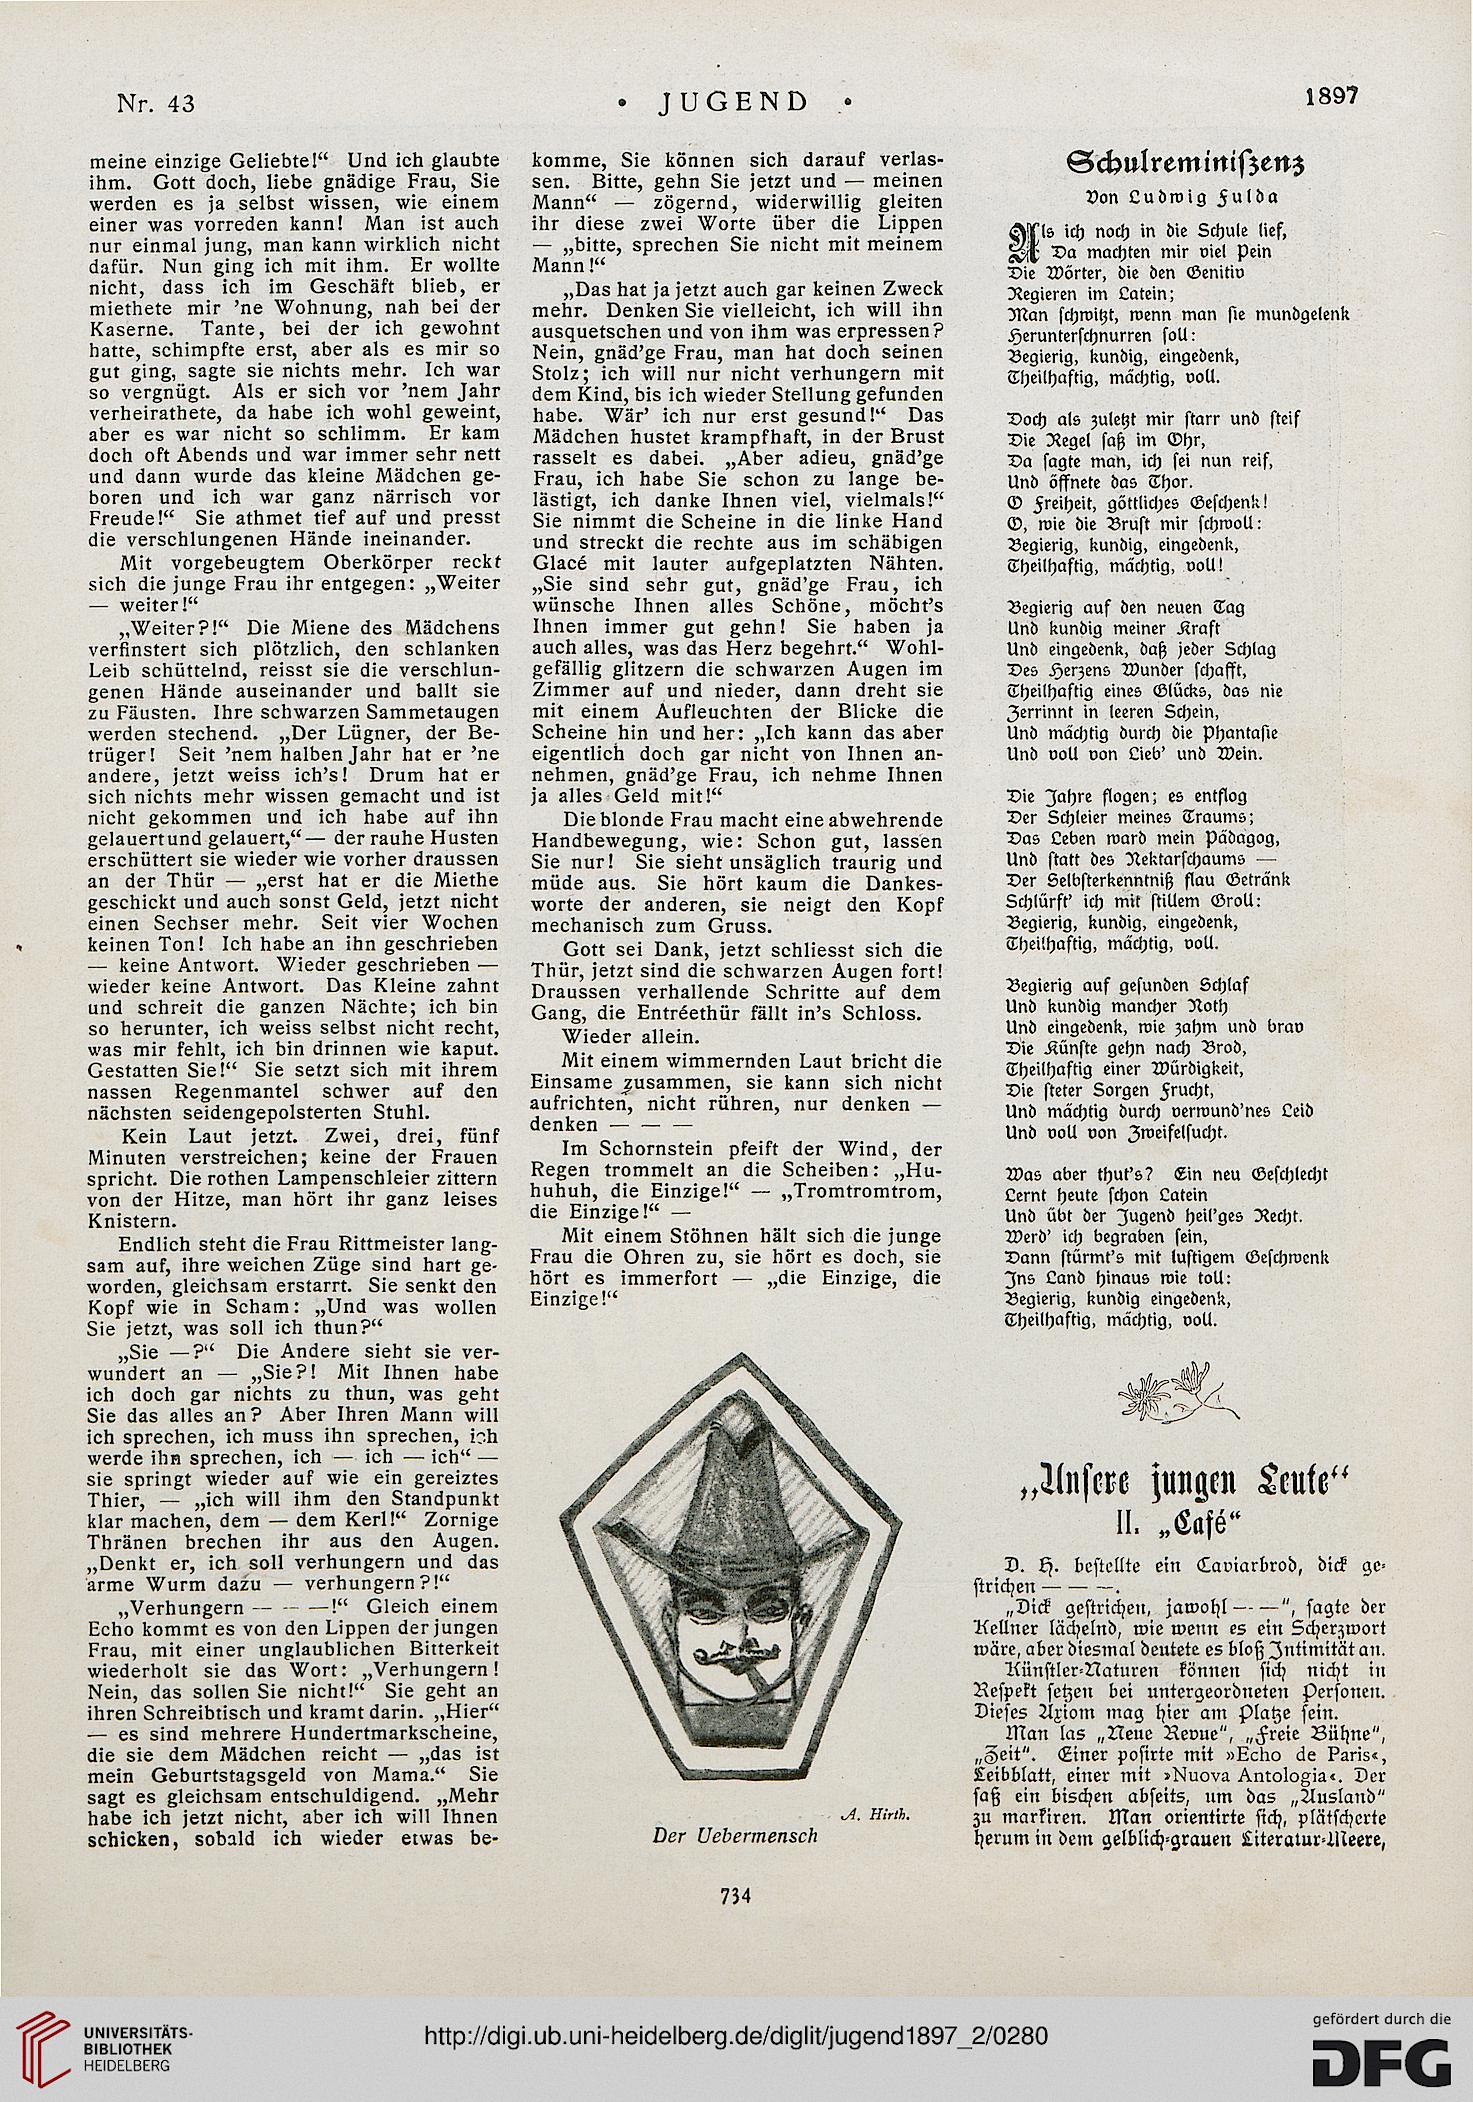 Nr. 43
• JUGEND •
1897
meine einzige Geliebte!“ Und ich glaubte
ihm. Gott doch, liebe gnädige Frau, Sie
werden es ja selbst wissen, wie einem
einer was vorreden kann! Man ist auch
nur einmal jung, man kann wirklich nicht
dafür. Nun ging ich mit ihm. Er wollte
nicht, dass ich im Geschäft blieb, er
miethete mir ’ne Wohnung, nah bei der
Kaserne. Tante, bei der ich gewohnt
hatte, schimpfte erst, aber als es mir so
gut ging, sagte sie nichts mehr. Ich war
so vergnügt. Als er sich vor ’nem Jahr
verheirathete, da habe ich wohl geweint,
aber es war nicht so schlimm. Er kam
doch oft Abends und war immer sehr nett
und dann wurde das kleine Mädchen ge-
boren und ich war ganz närrisch vor
Freude!“ Sie athmet tief auf und presst
die verschlungenen Hände ineinander.
Mit vorgebeugtem Oberkörper reckt
sich die junge Frau ihr entgegen: „Weiter
— weiter!“
„Weiter?!“ Die Miene des Mädchens
verfinstert sich plötzlich, den schlanken
Leib schüttelnd, reisst sie die verschlun-
genen Hände auseinander und ballt sie
zu Fäusten. Ihre schwarzen Sammetaugen
werden stechend. „Der Lügner, der Be-
trüger! Seit ’nem halben Jahr hat er ’ne
andere, jetzt weiss ich’s! Drum hat er
sich nichts mehr wissen gemacht und ist
nicht gekommen und ich habe auf ihn
gelauert und gelauert,“ — der rauhe Husten
erschüttert sie wieder wie vorher draussen
an der Thür — „erst hat er die Miethe
geschickt und auch sonst Geld, jetzt nicht
einen Sechser mehr. Seit vier Wochen
keinen Ton! Ich habe an ihn geschrieben
— keine Antwort. Wieder geschrieben —
wieder keine Antwort. Das Kleine zahnt
und schreit die ganzen Nächte; ich bin
so herunter, ich weiss selbst nicht recht,
was mir fehlt, ich bin drinnen wie kaput.
Gestatten Sie!“ Sie setzt sich mit ihrem
nassen Regenmantel schwer auf den
nächsten seidengepolsterten Stuhl.
Kein Laut jetzt. Zwei, drei, fünf
Minuten verstreichen; keine der Frauen
spricht. Die rothen Lampenschleier zittern
von der Hitze, man hört ihr ganz leises
Knistern.
Endlich steht die Frau Rittmeister lang-
sam auf, ihre weichen Züge sind hart ge-
worden, gleichsam erstarrt. Sie senkt den
Kopf wie in Scham: „Und was wollen
Sie jetzt, was soll ich thun?“
„Sie —?“ Die Andere sieht sie ver-
wundert an — „Sie?! Mit Ihnen habe
ich doch gar nichts zu thun, was geht
Sie das alles an? Aber Ihren Mann will
ich sprechen, ich muss ihn sprechen, ich
werde ihn sprechen, ich — ich — ich“ —
sie springt wieder auf wie ein gereiztes
Thier, — „ich will ihm den Standpunkt
klar machen, dem — dem Kerl!“ Zornige
Thränen brechen ihr aus den Augen.
„Denkt er, ich soll verhungern und das
arme Wurm dazu — verhungern?!“
„Verhungern — — —!“ Gleich einem
Echo kommt es von den Lippen der jungen
Frau, mit einer unglaublichen Bitterkeit
wiederholt sie das Wort: „Verhungern!
Nein, das sollen Sie nicht!“ Sie geht an
ihren Schreibtisch und kramt darin. „Hier“
— es sind mehrere Hundertmarkscheine,
die sie dem Mädchen reicht — „das ist
mein Geburtstagsgeld von Mama.“ Sie
sagt es gleichsam entschuldigend. „Mehr
habe ich jetzt nicht, aber ich will Ihnen
schicken, sobald ich wieder etwas be-
komme, Sie können sich darauf verlas-
sen. Bitte, gehn Sie jetzt und — meinen
Mann“ — zögernd, widerwillig gleiten
ihr diese zwei Worte über die Lippen
— „bitte, sprechen Sie nicht mit meinem
Mann!“
„Das hat ja jetzt auch gar keinen Zweck
mehr. Denken Sie vielleicht, ich will ihn
ausquetschen und von ihm was erpressen?
Nein, gnäd’ge Frau, man hat doch seinen
Stolz; ich will nur nicht verhungern mit
dem Kind, bis ich wieder Stellung gefunden
habe. Wär’ ich nur erst gesund!“ Das
Mädchen hustet krampfhaft, in der Brust
rasselt es dabei. „Aber adieu, gnäd’ge
Frau, ich habe Sie schon zu lange be-
lästigt, ich danke Ihnen viel, vielmals!“
Sie nimmt die Scheine in die linke Hand
und streckt die rechte aus im schäbigen
Glacé mit lauter aufgeplatzten Nähten.
„Sie sind sehr gut, gnäd’ge Frau, ich
wünsche Ihnen alles Schöne, möcht’s
Ihnen immer gut gehn! Sie haben ja
auch alles, was das Herz begehrt.“ Wohl-
gefällig glitzern die schwarzen Augen im
Zimmer auf und nieder, dann dreht sie
mit einem Aufleuchten der Blicke die
Scheine hin und her: „Ich kann das aber
eigentlich doch gar nicht von Ihnen an-
nehmen, gnäd’ge Frau, ich nehme Ihnen
ja alles Geld mit!“
Die blonde Frau macht eine abwehrende
Handbewegung, wie: Schon gut, lassen
Sie nur! Sie sieht unsäglich traurig und
müde aus. Sie hört kaum die Dankes-
worte der anderen, sie neigt den Kopf
mechanisch zum Gruss.
Gott sei Dank, jetzt schliesst sich die
Thür, jetzt sind die schwarzen Augen fort!
Draussen verhallende Schritte auf dem
Gang, die Entréethür fällt in’s Schloss.
Wieder allein.
Mit einem wimmernden Laut bricht die
Einsame zusammen, sie kann sich nicht
aufrichten, nicht rühren, nur denken —
denken — — —
Im Schornstein pfeift der Wind, der
Regen trommelt an die Scheiben: „Hu-
huhuh, die Einzige!“ — „Tromtromtrom,
die Einzige!“ —
Mit einem Stöhnen hält sich die junge
Frau die Ohren zu, sie hört es doch, sie
hört es immerfort — „die Einzige, die
Einzige!“
A. Hirth.
Der Uebermensch
Schulreminiſzenz
Von Ludwig Fulda
Als ich noch in die Schule lief,
Da machten mir viel Pein
Die Wörter, die den Genitiv
Regieren im Latein;
Man ſchwitzt, wenn man ſie mundgelenk
Herunterſchnurren ſoll:
Begierig, kundig, eingedenk,
Theilhaftig, mächtig, voll.
Doch als zuletzt mir ſtarr und ſteif
Die Regel ſaß im Ohr,
Da ſagte man, ich ſei nun reif,
Und öffnete das Thor.
O Freiheit, göttliches Geſchenk!
O, wie die Bruſt mir ſchwoll:
Begierig, kundig, eingedenk,
Theilhaftig, mächtig, voll!
Begierig auf den neuen Tag
Und kundig meiner Kraft
Und eingedenk, daß jeder Schlag
Des Herzens Wunder ſchafft,
Theilhaftig eines Glücks, das nie
Zerrinnt in leeren Schein,
Und mächtig durch die Phantaſie
Und voll von Lieb’ und Wein.
Die Jahre flogen; es entflog
Der Schleier meines Traums;
Das Leben ward mein Pädagog,
Und ſtatt des Nektarſchaums —
Der Selbſterkenntniß flau Getränk
Schlürft’ ich mit ſtillem Groll:
Begierig, kundig, eingedenk,
Theilhaftig, mächtig, voll.
Begierig auf geſunden Schlaf
Und kundig mancher Noth
Und eingedenk, wie zahm und brav
Die Künſte gehn nach Brod,
Theilhaftig einer Würdigkeit,
Die ſteter Sorgen Frucht,
Und mächtig durch verwund’nes Leid
Und voll von Zweifelſucht.
Was aber thut’s? Ein neu Geſchlecht
Lernt heute ſchon Latein
Und übt der Jugend heil’ges Recht.
Werd’ ich begraben ſein,
Dann ſtürmt’s mit luſtigem Geſchwenk
Ins Land hinaus wie toll:
Begierig, kundig eingedenk,
Theilhaftig, mächtig, voll.
„Unſere jungen Leute“
II. „Café“
D. H. beſtellte ein Caviarbrod, dick ge-
ſtrichen — — —.
„Dick geſtrichen, jawohl — —“, ſagte der
Kellner lächelnd, wie wenn es ein Scherzwort
wäre, aber diesmal deutete es bloß Intimität an.
Künſtler-Naturen können ſich nicht in
Reſpekt ſetzen bei untergeordneten Perſonen.
Dieſes Axiom mag hier am Platze ſein.
Man las „Neue Revue“, „Freie Bühne“,
„Zeit“. Einer poſirte mit »Echo de Paris«,
Leibblatt, einer mit »Nuova Antologia«. Der
ſaß ein bischen abſeits, um das „Ausland“
zu markiren. Man orientirte ſich, plätſcherte
herum in dem gelblich-grauen Literatur-Meere,
734
UNIVERSITÄTS-
BIBLIOTHEK
HEIDELBERG
http://digi.ub.uni-heidelberg.de/diglit/jugend1897_2/0280
gefördert durch die
DFG